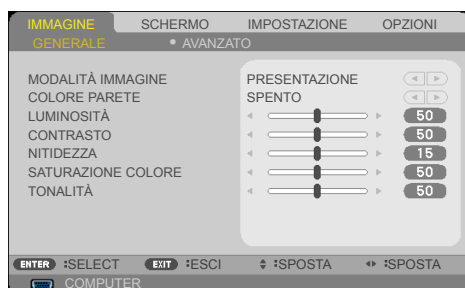 IMMAGINE SCHERMO IMPOSTAZIONE OPZIONI
GENERALE • AVANZATO
MODALITÀ IMMAGINE PRESENTAZIONE
COLORE PARETE SPENTO
LUMINOSITÀ 50
CONTRASTO 50
NITIDEZZA 15
SATURAZIONE COLORE 50
TONALITÀ 50
ENTER :SELECT EXIT :ESCI :SPOSTA :SPOSTA
COMPUTER